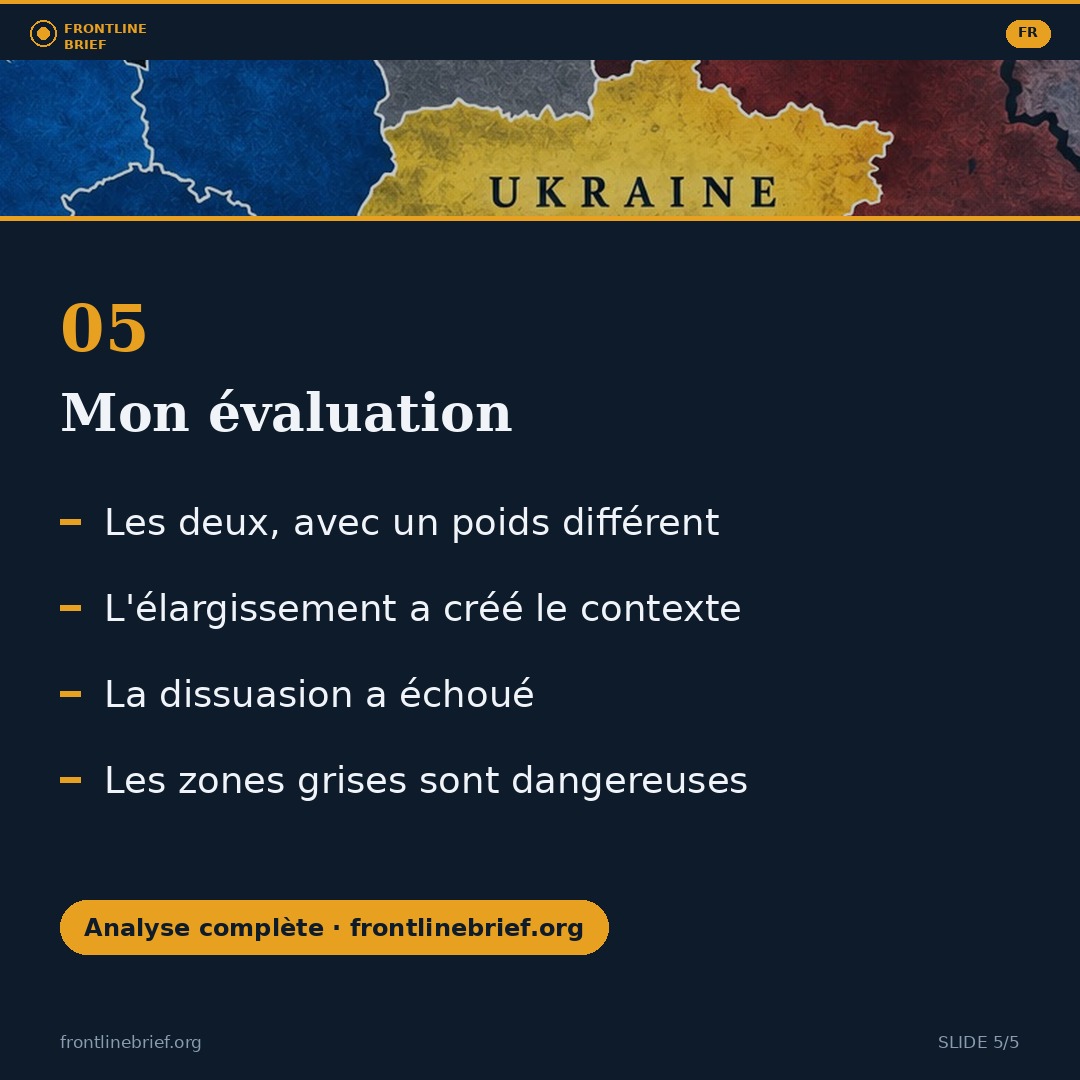 FRONTLINE
BRIEF
FR
UKRAINE
05
Mon évaluation
Les deux, avec un poids différent
L'élargissement a créé le contexte
La dissuasion a échoué
Les zones grises sont dangereuses
Analyse complète · frontlinebrief.org
frontlinebrief.org
SLIDE 5/5